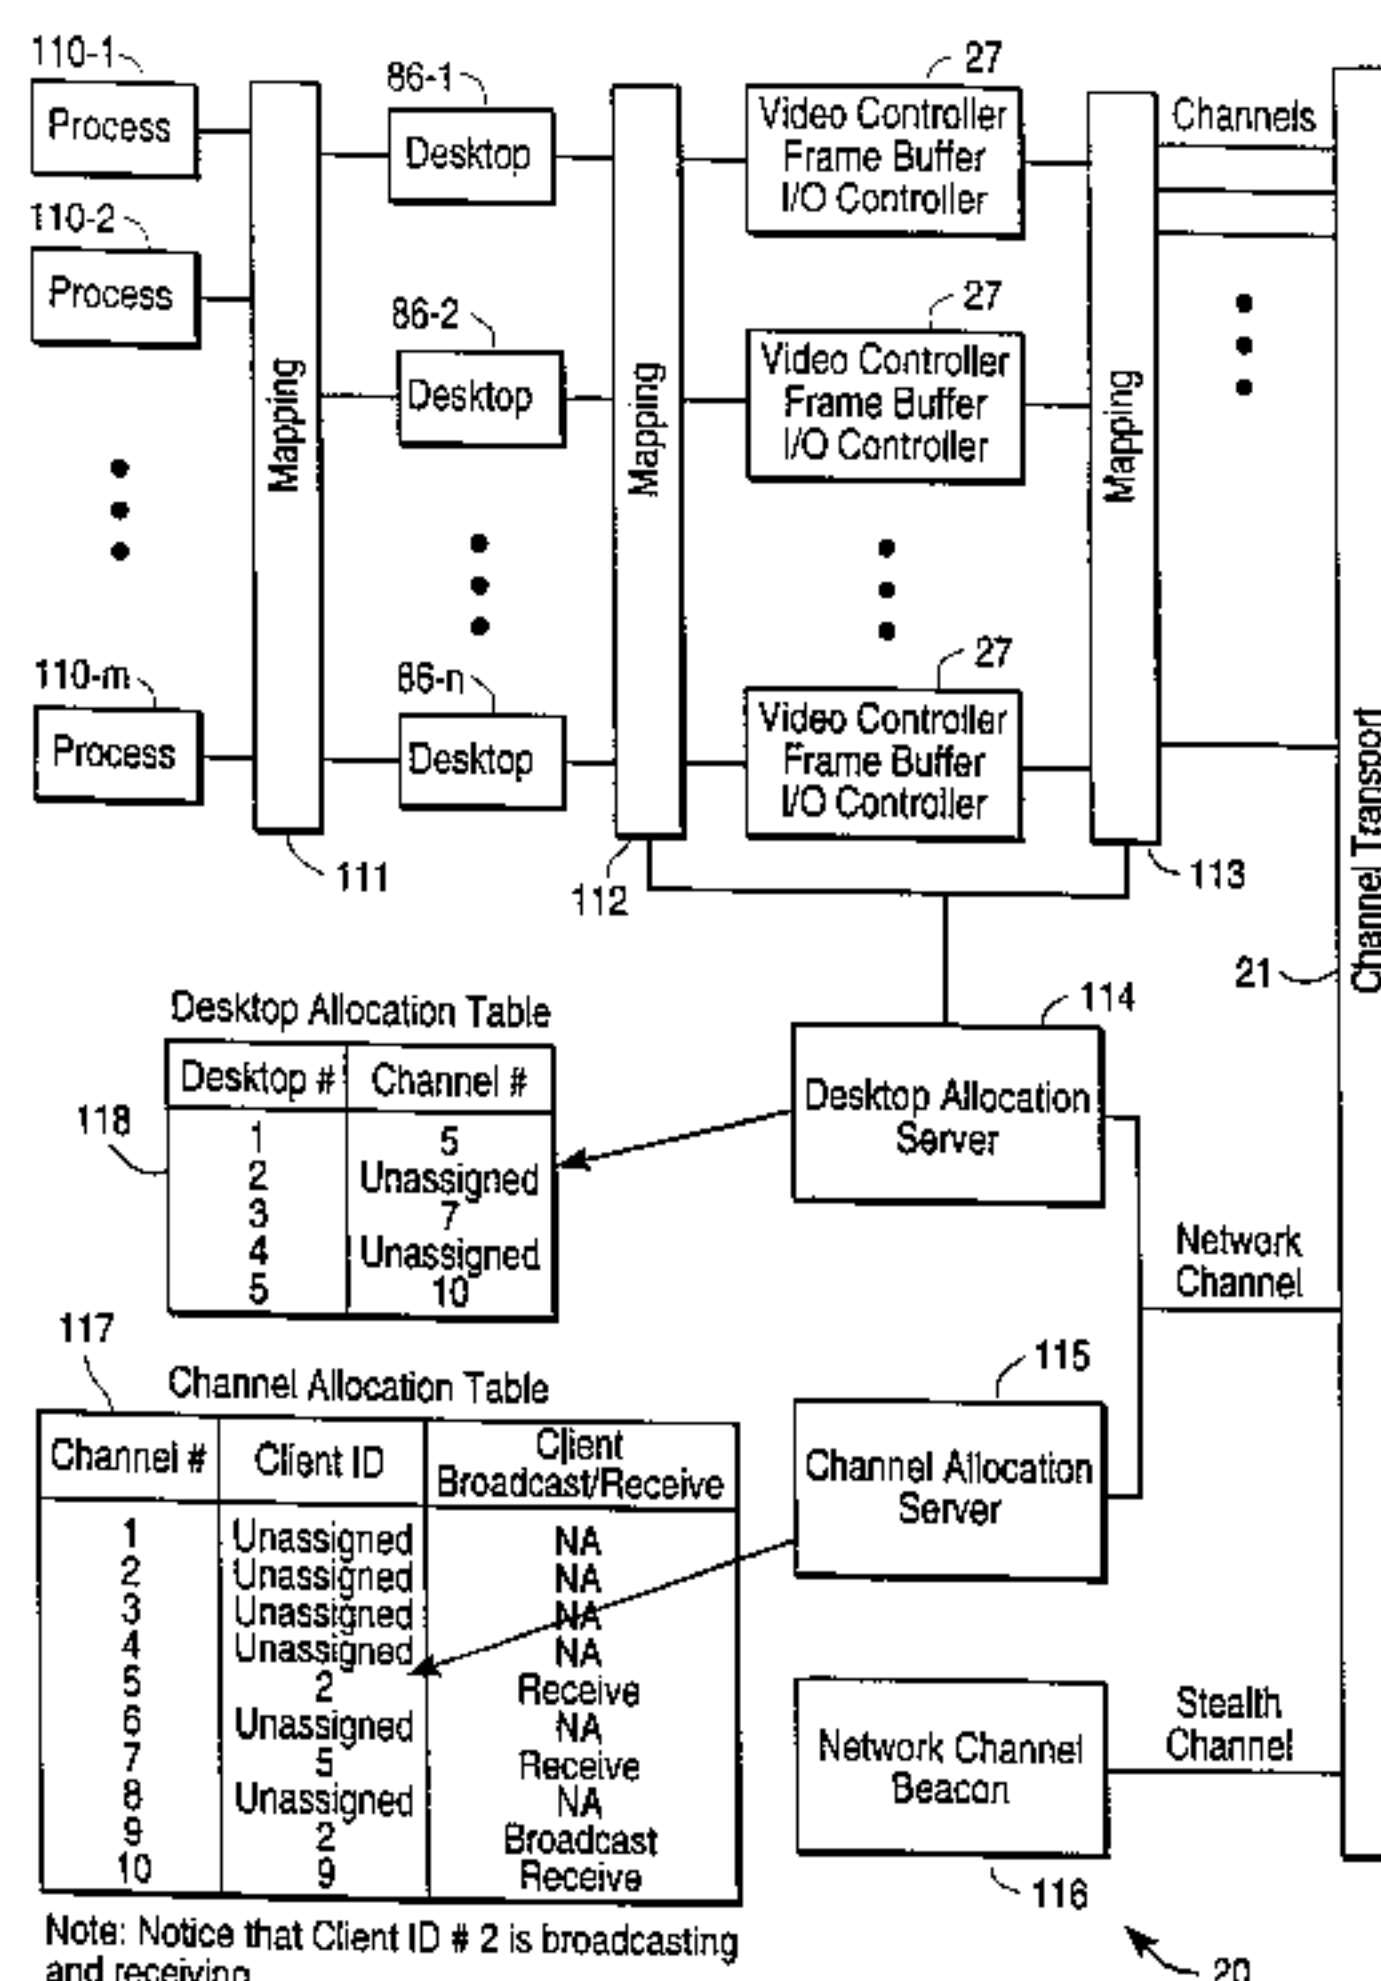 110-1
Process
110-2
Process
110-m
Process
Mapping
111
86-1
Desktop
86-2
Desktop
86-n
Desktop
Mapping
112
27
Video Controller
Frame Buffer
I/O Controller
27
Video Controller
Frame Buffer
I/O Controller
27
Video Controller
Frame Buffer
I/O Controller
Mapping
113
Channels
Channel Transport
21
Desktop Allocation Table
Desktop # Channel #
1 5
2 Unassigned
3 7
4 Unassigned
5 10
118
114
Desktop Allocation
Server
Network
Channel
117
Channel Allocation Table
Channel # Client ID Client
Broadcast/Receive
1 Unassigned NA
2 Unassigned NA
3 Unassigned NA
4 Unassigned NA
5 2 Receive
6 Unassigned NA
7 5 Receive
8 Unassigned NA
9 2 Broadcast
10 9 Receive
115
Channel Allocation
Server
Network Channel
Beacon
116
Stealth
Channel
Note: Notice that Client ID # 2 is broadcasting
and receiving
20